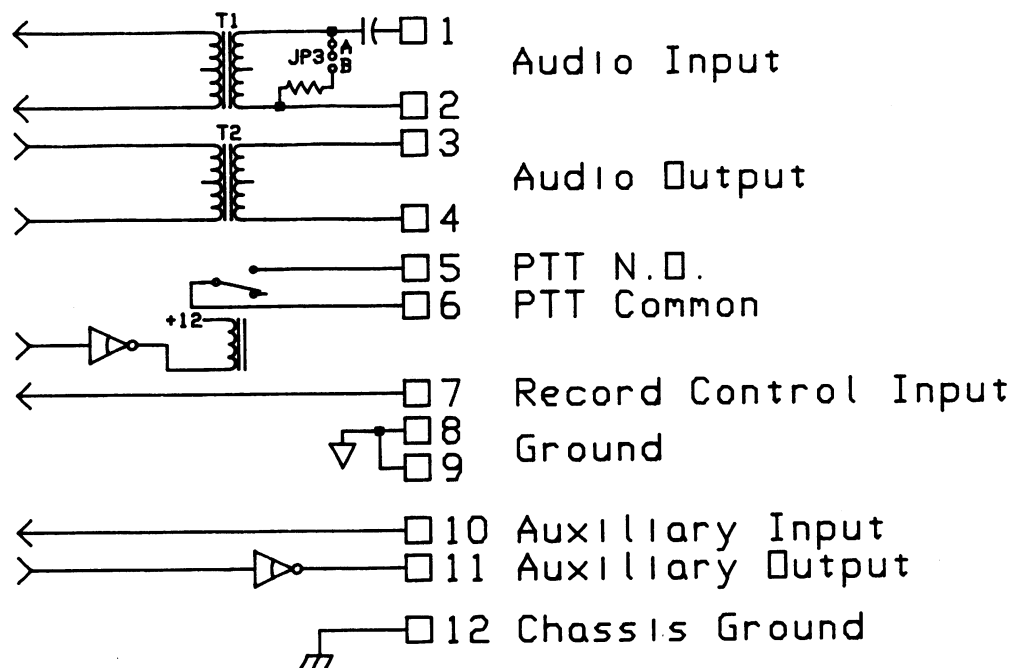 T1
1
A
JP3
B
Audio Input
2
T2
3
Audio Output
4
5 PTT N.O.
6 PTT Common
+12
7 Record Control Input
8
Ground
9
10 Auxiliary Input
11 Auxiliary Output
12 Chassis Ground